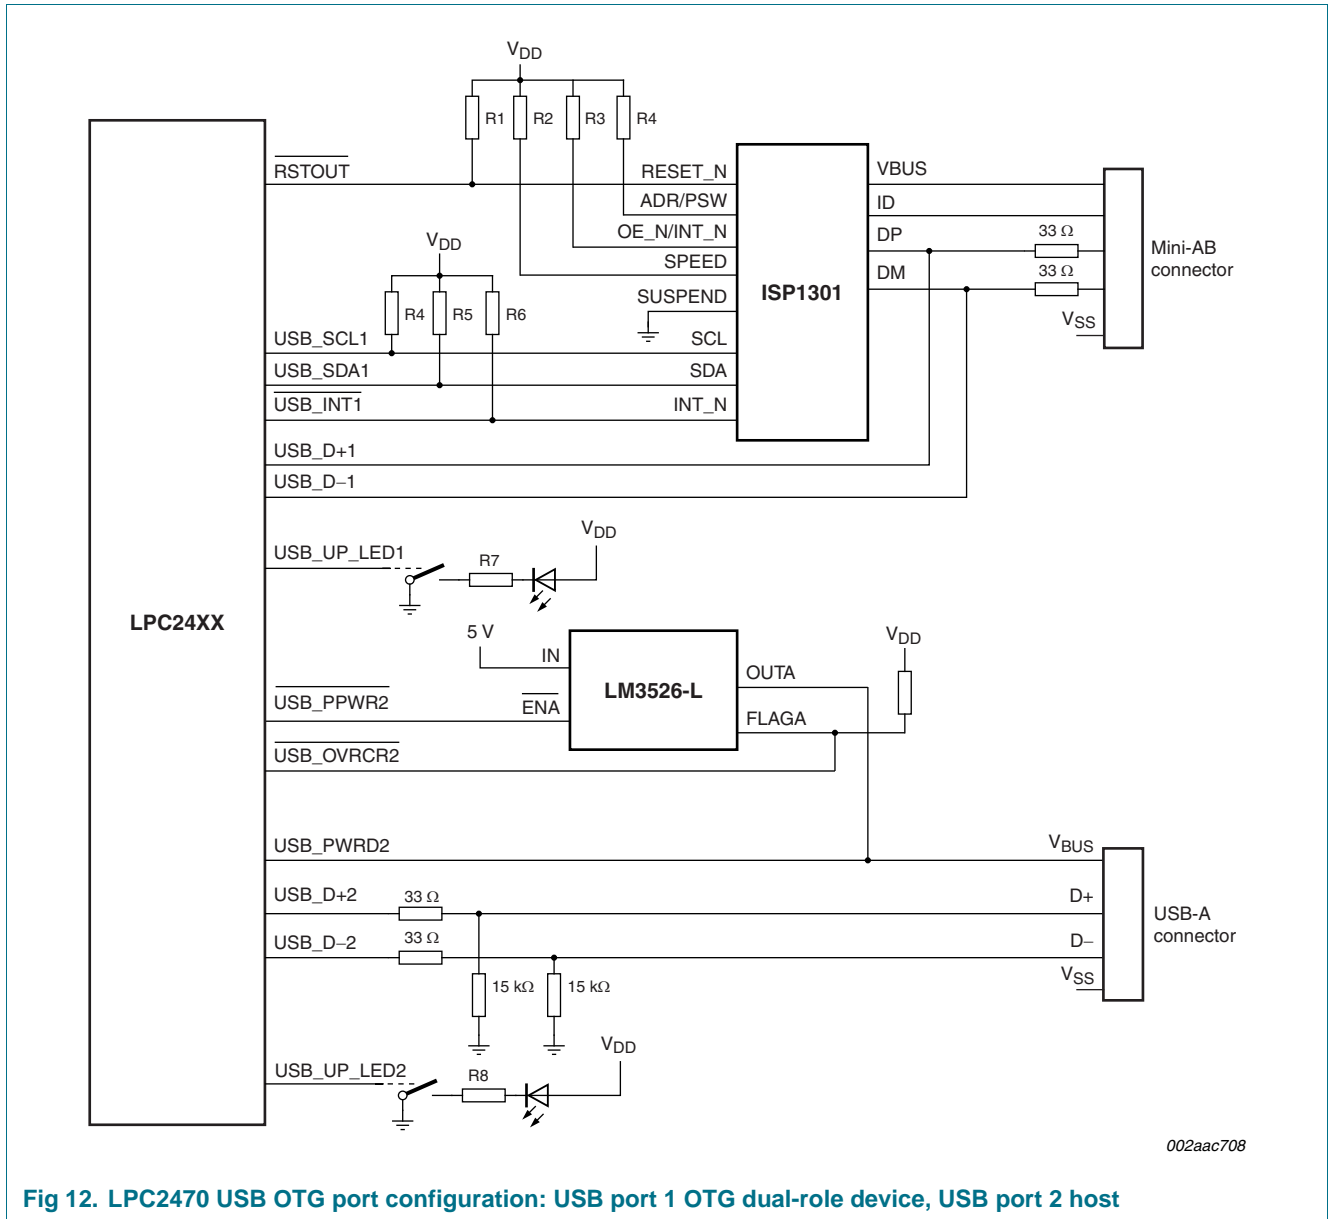 VDD
R1 R2 R3 R4
RSTOUT
RESET_N
ADR/PSW
OE_N/INT_N
SPEED
SUSPEND
VDD
R4 R5 R6
USB_SCL1
SCL
USB_SDA1
SDA
USB_INT1
INT_N
ISP1301
VBUS
ID
DP
33 Ω
DM
33 Ω
VSS
Mini-AB
connector
USB_D+1
USB_D−1
USB_UP_LED1
R7
VDD
LPC24XX
5 V
IN
LM3526-L
OUTA
VDD
USB_PPWR2
ENA
FLAGA
USB_OVRCR2
USB_PWRD2
VBUS
USB_D+2
33 Ω
D+
USB_D−2
33 Ω
D−
VSS
USB-A
connector
15 kΩ
15 kΩ
USB_UP_LED2
R8
VDD
002aac708
Fig 12. LPC2470 USB OTG port configuration: USB port 1 OTG dual-role device, USB port 2 host